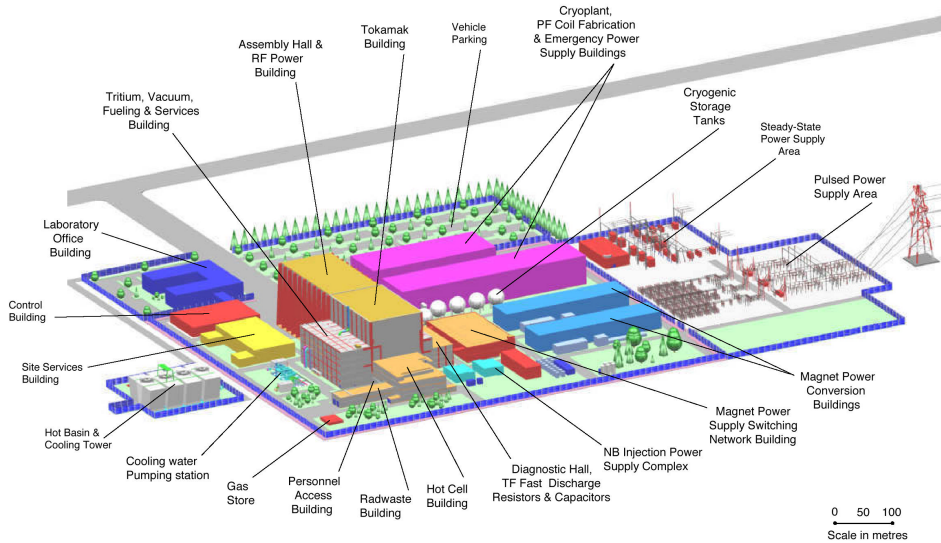 Cryoplant,
PF Coil Fabrication
& Emergency Power
Supply Buildings
Tokamak
Building
Vehicle
Parking
Assembly Hall &
RF Power
Building
Tritium, Vacuum,
Fueling & Services
Building
Cryogenic
Storage
Tanks
Steady-State
Power Supply
Area
Pulsed Power
Supply Area
Laboratory
Office
Building
Control
Building
Site Services
Building
Hot Basin &
Cooling Tower
Cooling water
Pumping station
Gas
Store
Personnel
Access
Building
Radwaste
Building
Hot Cell
Building
Diagnostic Hall,
TF Fast Discharge
Resistors & Capacitors
NB Injection Power
Supply Complex
Magnet Power
Supply Switching
Network Building
Magnet Power
Conversion
Buildings
0 50 100
Scale in metres